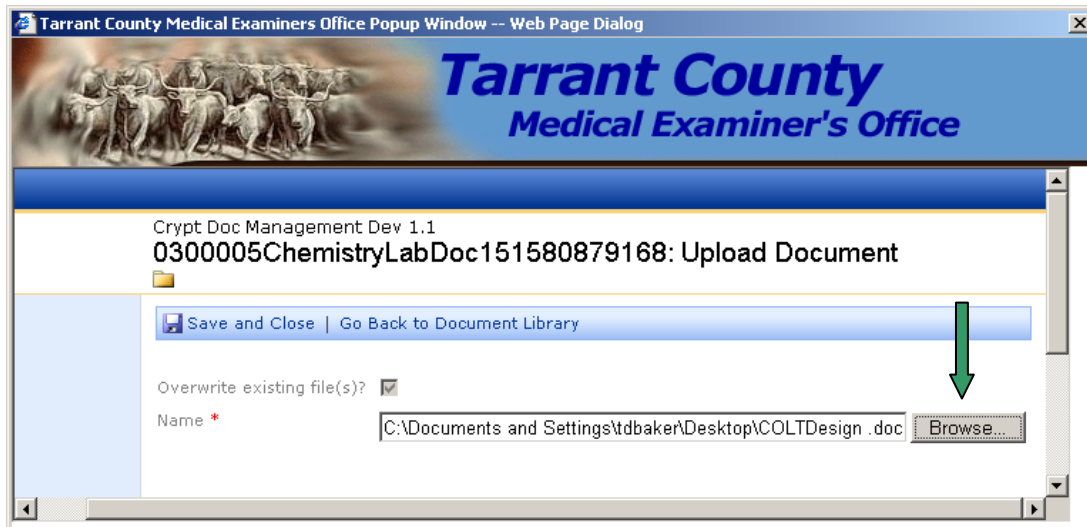 Tarrant County Medical Examiners Office Popup Window -- Web Page Dialog
Tarrant County
Medical Examiner's Office
Crypt Doc Management Dev 1.1
0300005ChemistryLabDoc151580879168: Upload Document
Save and Close | Go Back to Document Library
Overwrite existing file(s)?
Name * C:\Documents and Settings\tdbaker\Desktop\COLTDesign .doc Browse...